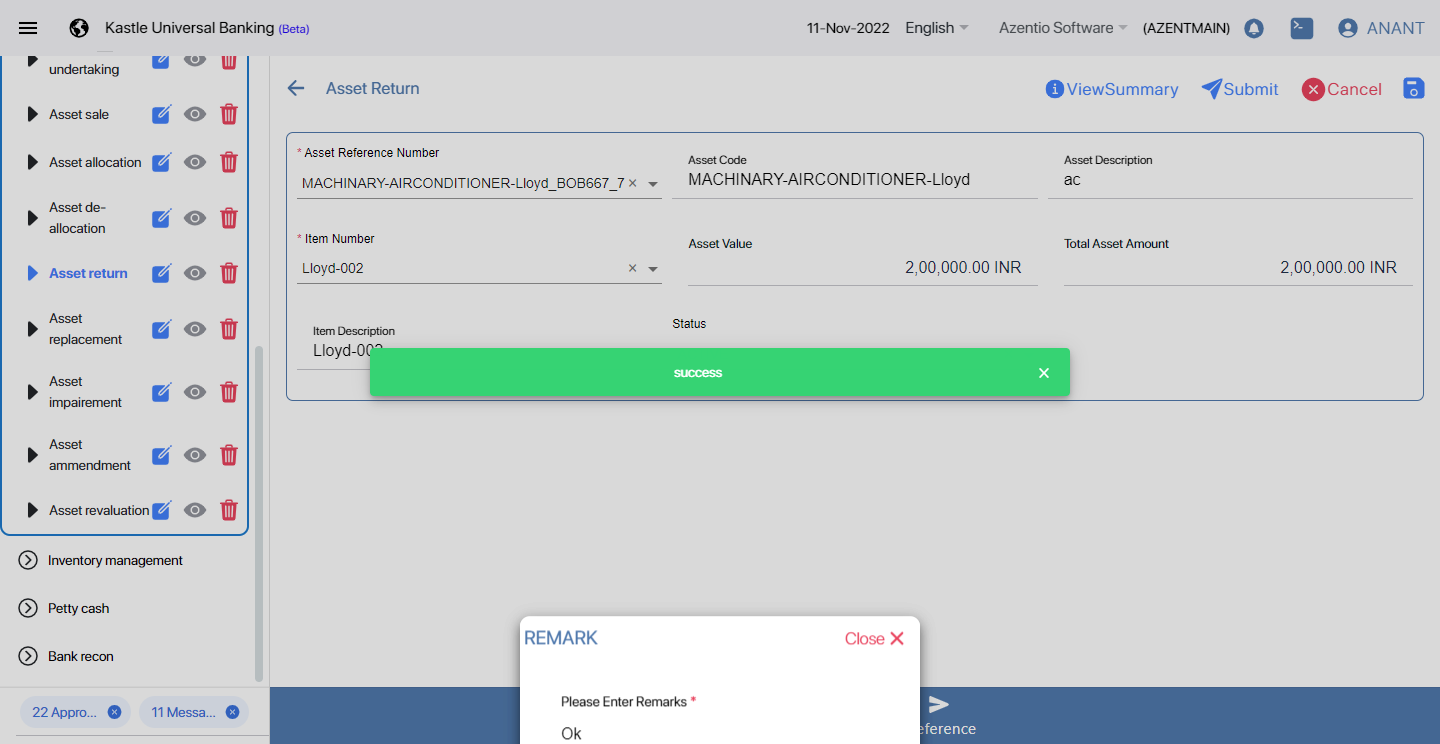 Kastle Universal Banking (Beta)
11-Nov-2022 English Azentio Software (AZENTMAIN) ANANT
undertaking
Asset sale
Asset allocation
Asset de-
allocation
Asset return
Asset
replacement
Asset
impairement
Asset
ammendment
Asset revaluation
Inventory management
Petty cash
Bank recon
22 Appro...
11 Messa...
Asset Return
ViewSummary Submit Cancel
* Asset Reference Number
MACHINARY-AIRCONDITIONER-Lloyd_BOB667_7
Asset Code
MACHINARY-AIRCONDITIONER-Lloyd
Asset Description
ac
* Item Number
Lloyd-002
Asset Value
2,00,000.00 INR
Total Asset Amount
2,00,000.00 INR
Item Description
Lloyd-002
Status
success
REMARK
Close
Please Enter Remarks *
Ok
eference